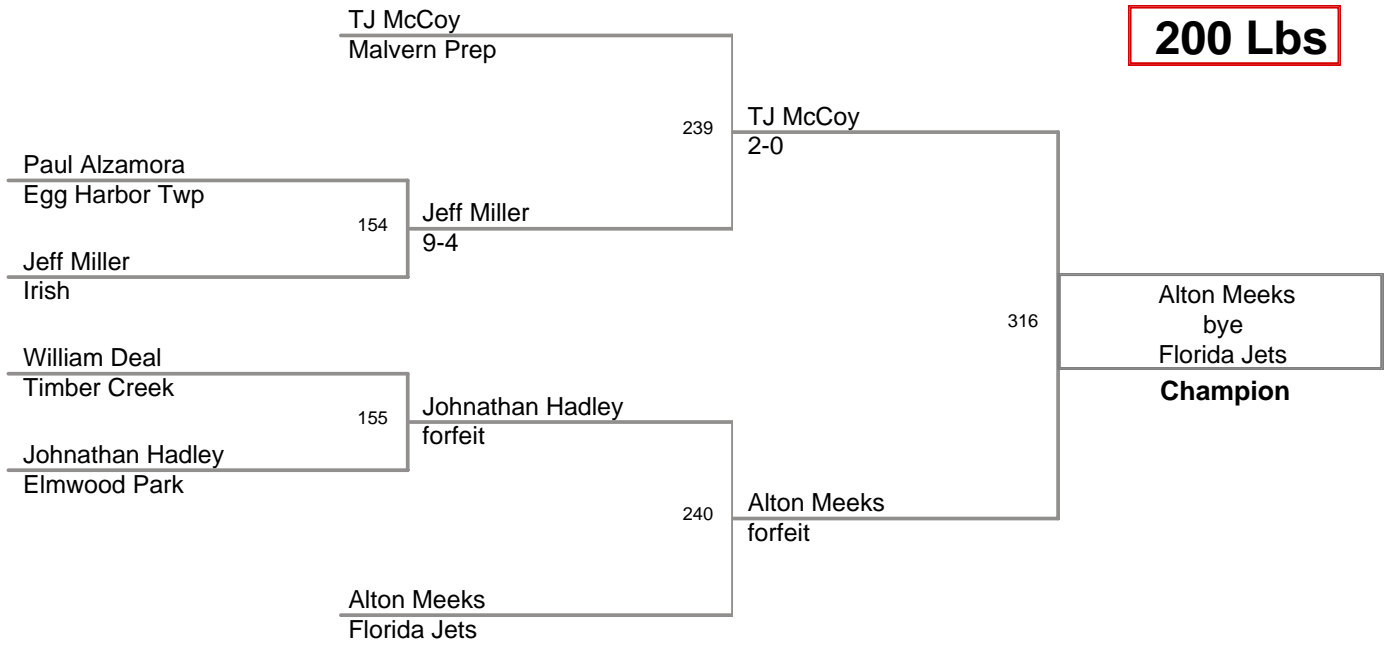 TJ McCoy
Malvern Prep
200 Lbs
239
TJ McCoy
2-0
Paul Alzamora
Egg Harbor Twp
154
Jeff Miller
9-4
Jeff Miller
Irish
316
Alton Meeks
bye
Florida Jets
Champion
William Deal
Timber Creek
155
Johnathan Hadley
forfeit
Johnathan Hadley
Elmwood Park
240
Alton Meeks
forfeit
Alton Meeks
Florida Jets